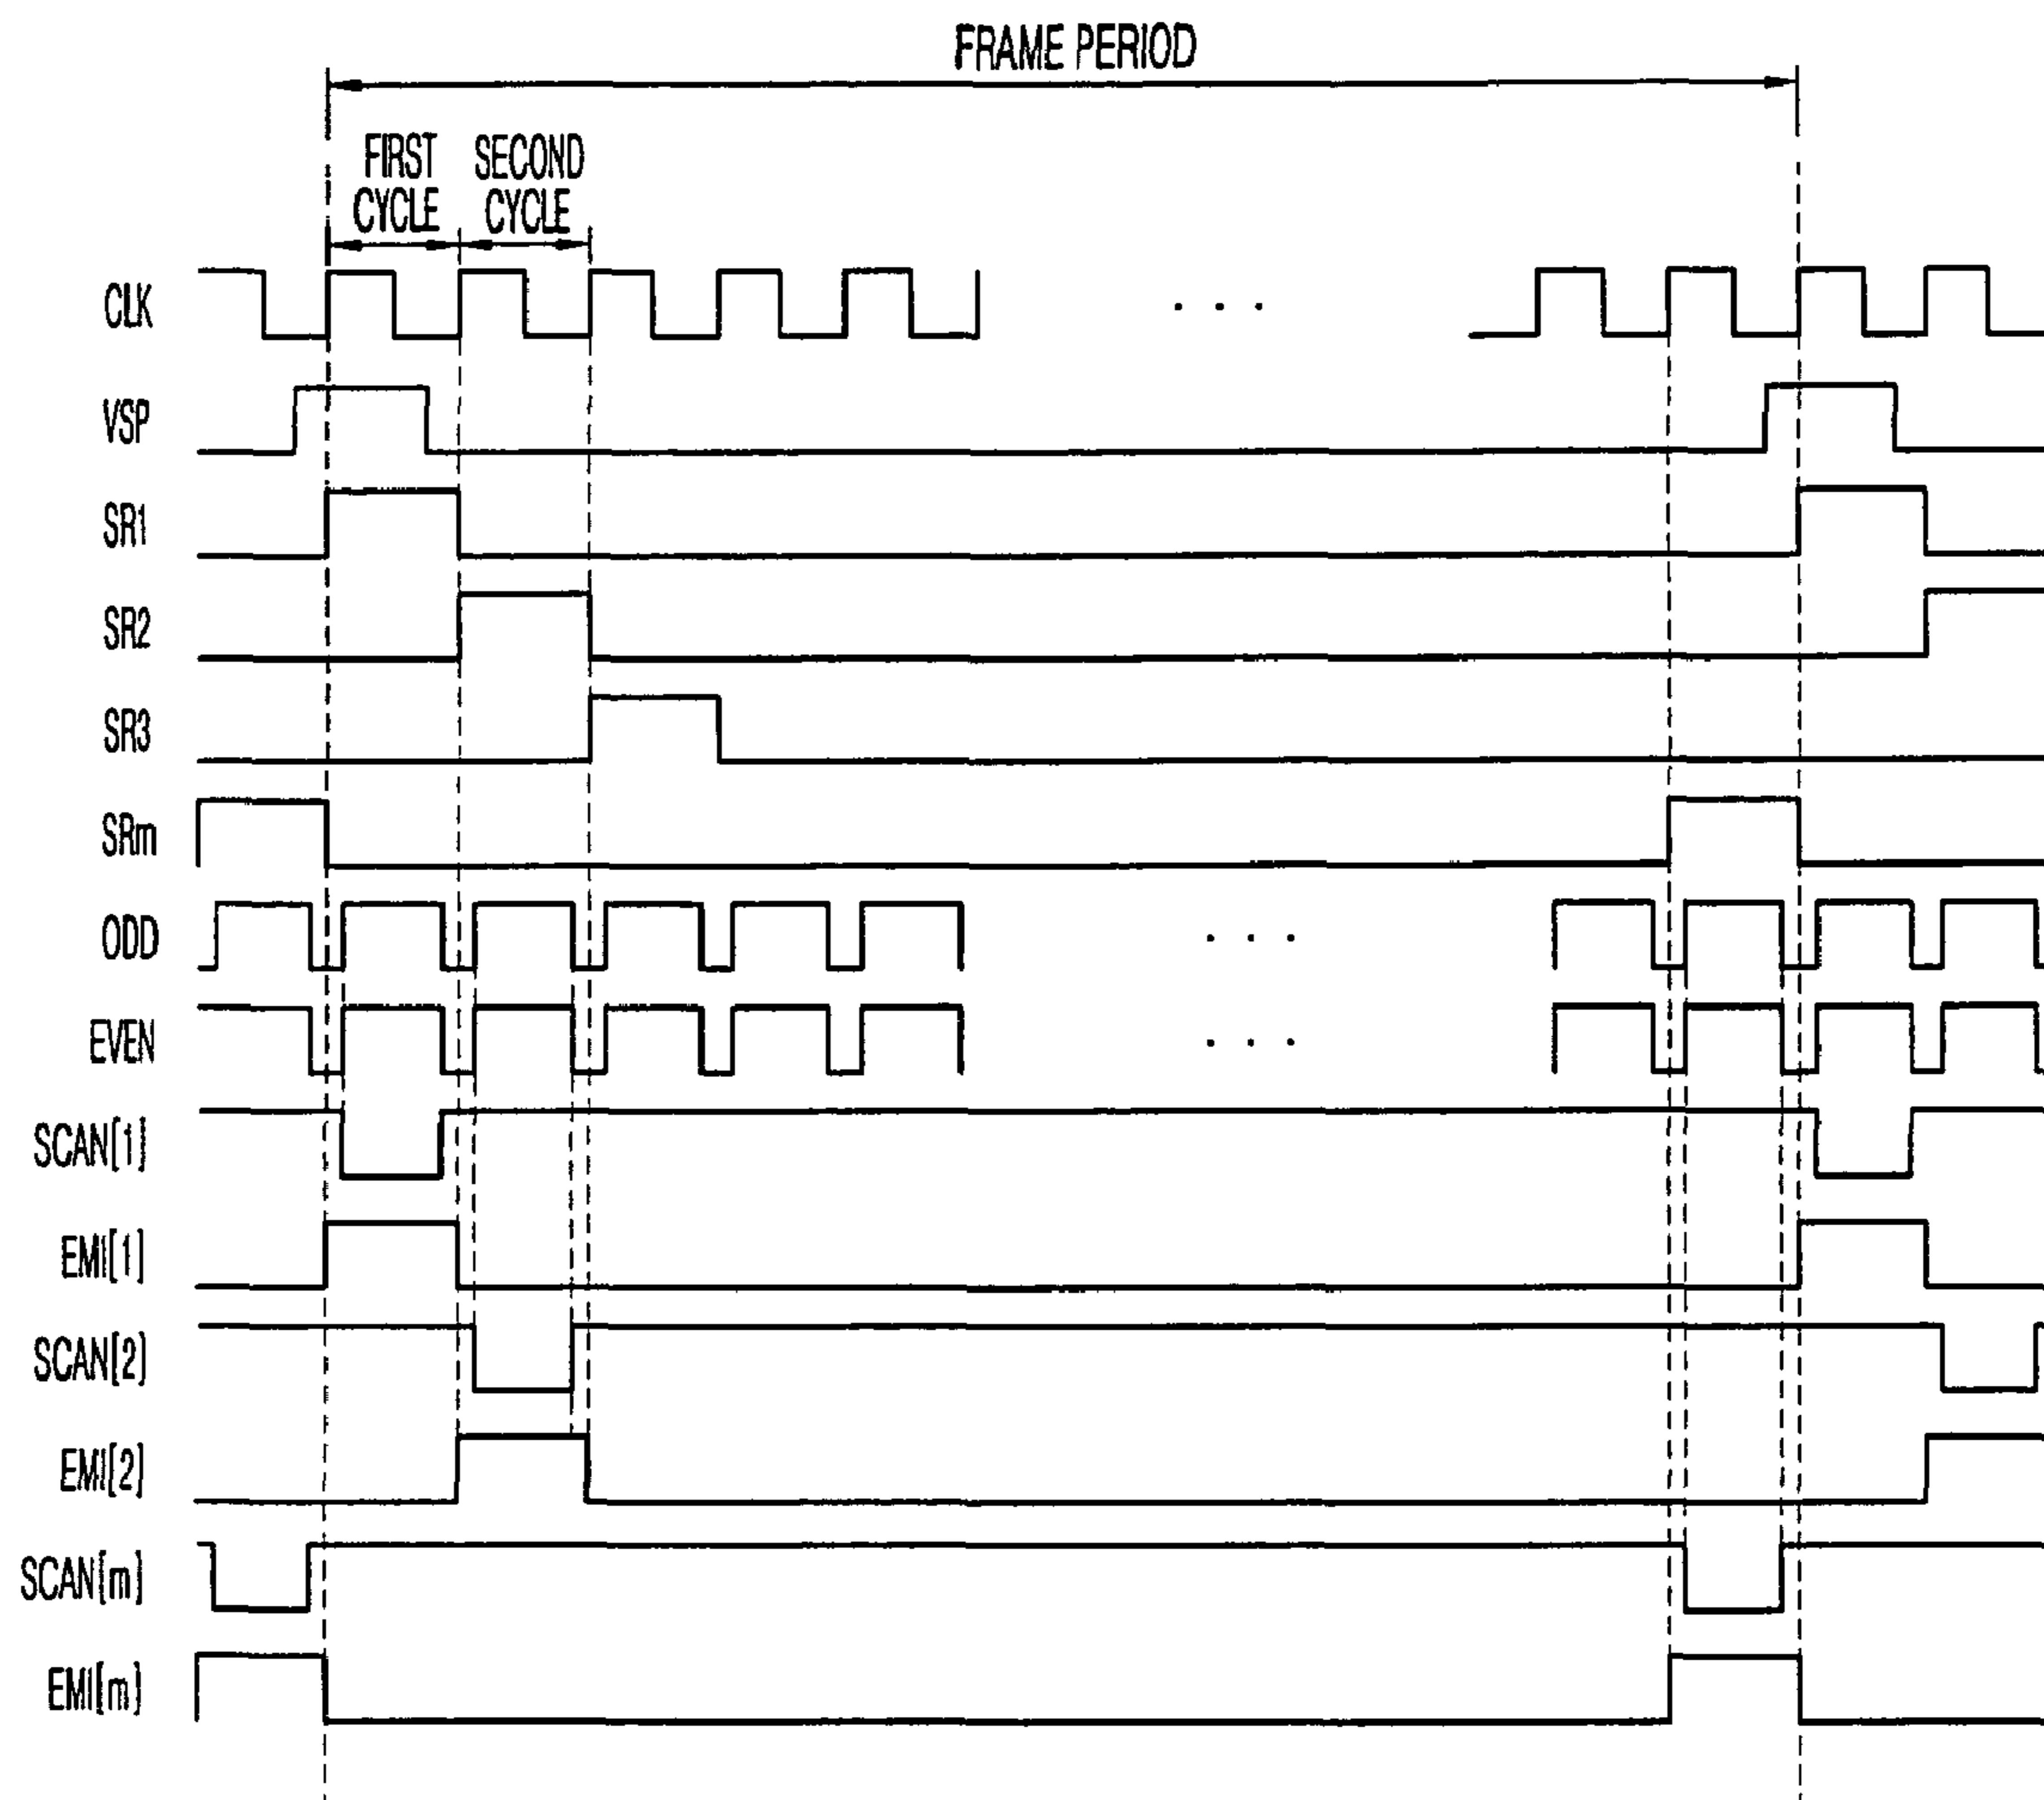 FRAME PERIOD
FIRST CYCLE
SECOND CYCLE
CLK
. . .
VSP
SR1
SR2
SR3
SRm
ODD
. . .
EVEN
. . .
SCAN[1]
EMI[1]
SCAN[2]
EMI[2]
SCAN[m]
EMI[m]